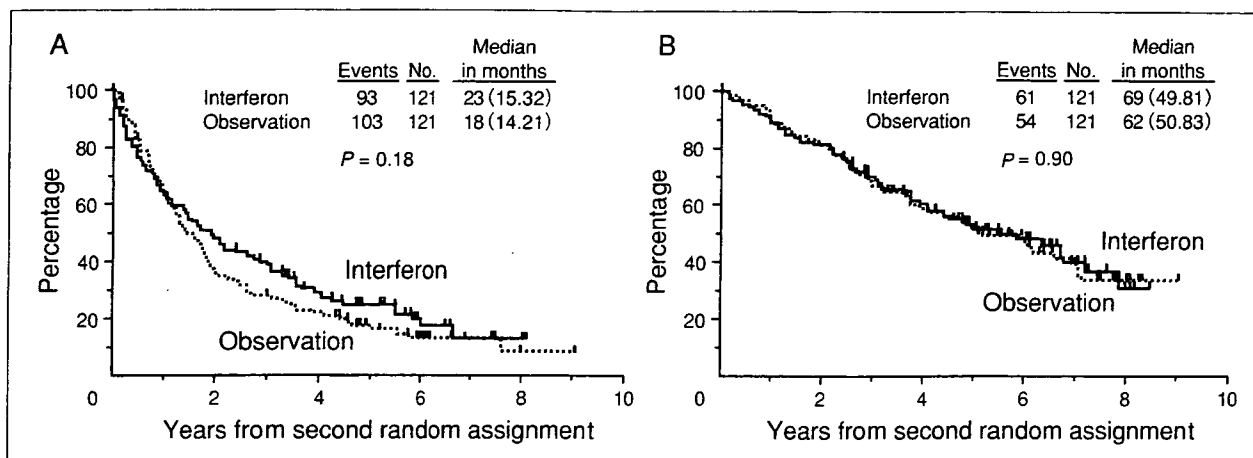 A
Median
Events No. in months
Interferon 93 121 23 (15.32)
Observation 103 121 18 (14.21)
P = 0.18
100
80
60
40
20
0 2 4 6 8 10
Percentage
Interferon
Observation
Years from second random assignment
B
Median
Events No. in months
Interferon 61 121 69 (49.81)
Observation 54 121 62 (50.83)
P = 0.90
100
80
60
40
20
0 2 4 6 8 10
Percentage
Interferon
Observation
Years from second random assignment